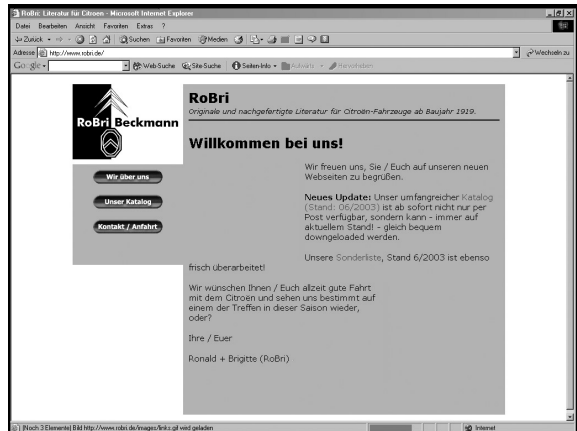 RoBri: Literatur für Citroen - Microsoft Internet Explorer
Datei Bearbeiten Ansicht Favoriten Extras ?
Zurück Suchen Favoriten Medien
Adresse http://www.robri.de/ Wechseln zu
Google Web-Suche Site-Suche Seiten-Info Aufwärts Hervorheben
RoBri Beckmann
Wir über uns
Unser Katalog
Kontakt / Anfahrt
RoBri
Originale und nachgefertigte Literatur für Citroën-Fahrzeuge ab Baujahr 1919.
Willkommen bei uns!
Wir freuen uns, Sie / Euch auf unseren neuen
Webseiten zu begrüßen.
Neues Update: Unser umfangreicher Katalog
(Stand: 06/2003) ist ab sofort nicht nur per
Post verfügbar, sondern kann - immer auf
aktuellem Stand! - gleich bequem
downgeloaded werden.
Unsere Sonderliste, Stand 6/2003 ist ebenso
frisch überarbeitet!
Wir wünschen Ihnen / Euch allzeit gute Fahrt
mit dem Citroën und sehen uns bestimmt auf
einem der Treffen in dieser Saison wieder,
oder?
Ihre / Euer
Ronald + Brigitte (RoBri)
(Noch 3 Elemente) Bild http://www.robri.de/images/links.gif wird geladen Internet